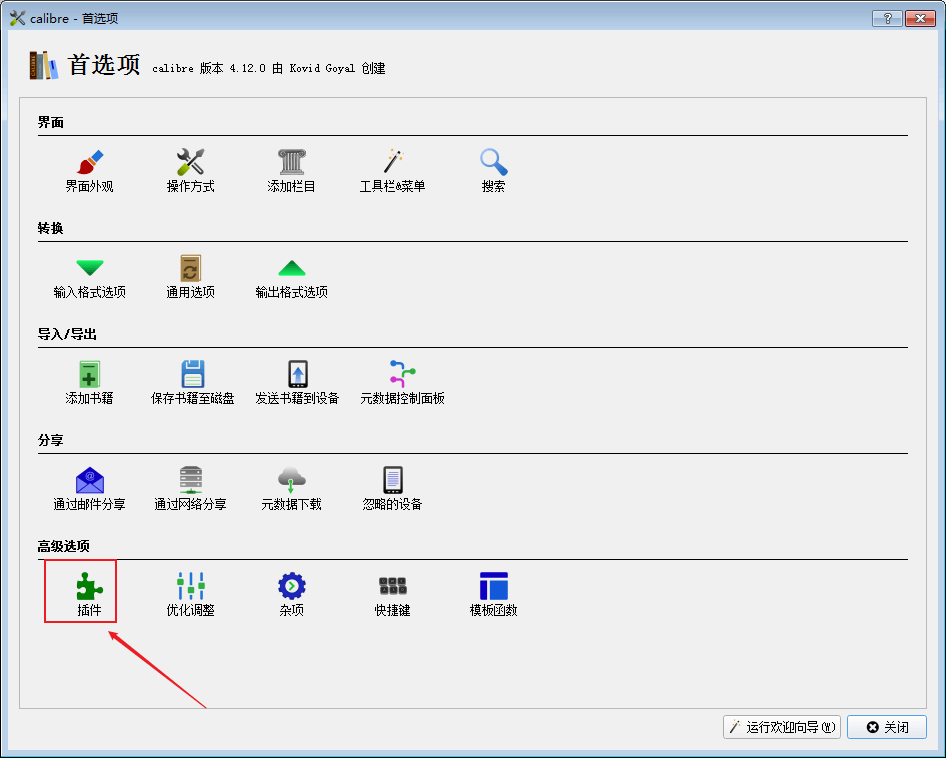 calibre - 首选项
首选项 calibre 版本 4.12.0 由 Kovid Goyal 创建
界面
界面外观 操作方式 添加栏目 工具栏&菜单 搜索
转换
输入格式选项 通用选项 输出格式选项
导入/导出
添加书籍 保存书籍至磁盘 发送书籍到设备 元数据控制面板
分享
通过邮件分享 通过网络分享 元数据下载 忽略的设备
高级选项
插件 优化调整 杂项 快捷键 模板函数
运行欢迎向导(W) 关闭